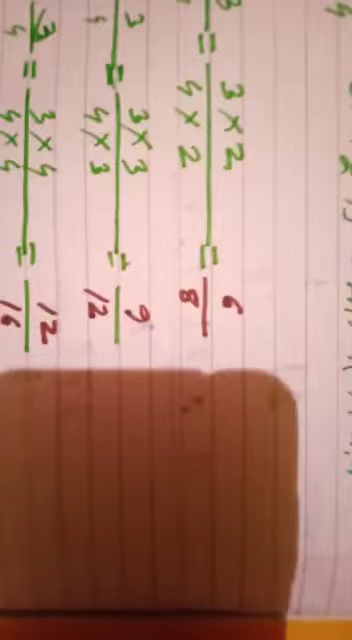 3/4 = 3 × 2 / 4 × 2 = 6/8
3/4 = 3 × 3 / 4 × 3 = 9/12
3/4 = 3 × 4 / 4 × 4 = 12/16